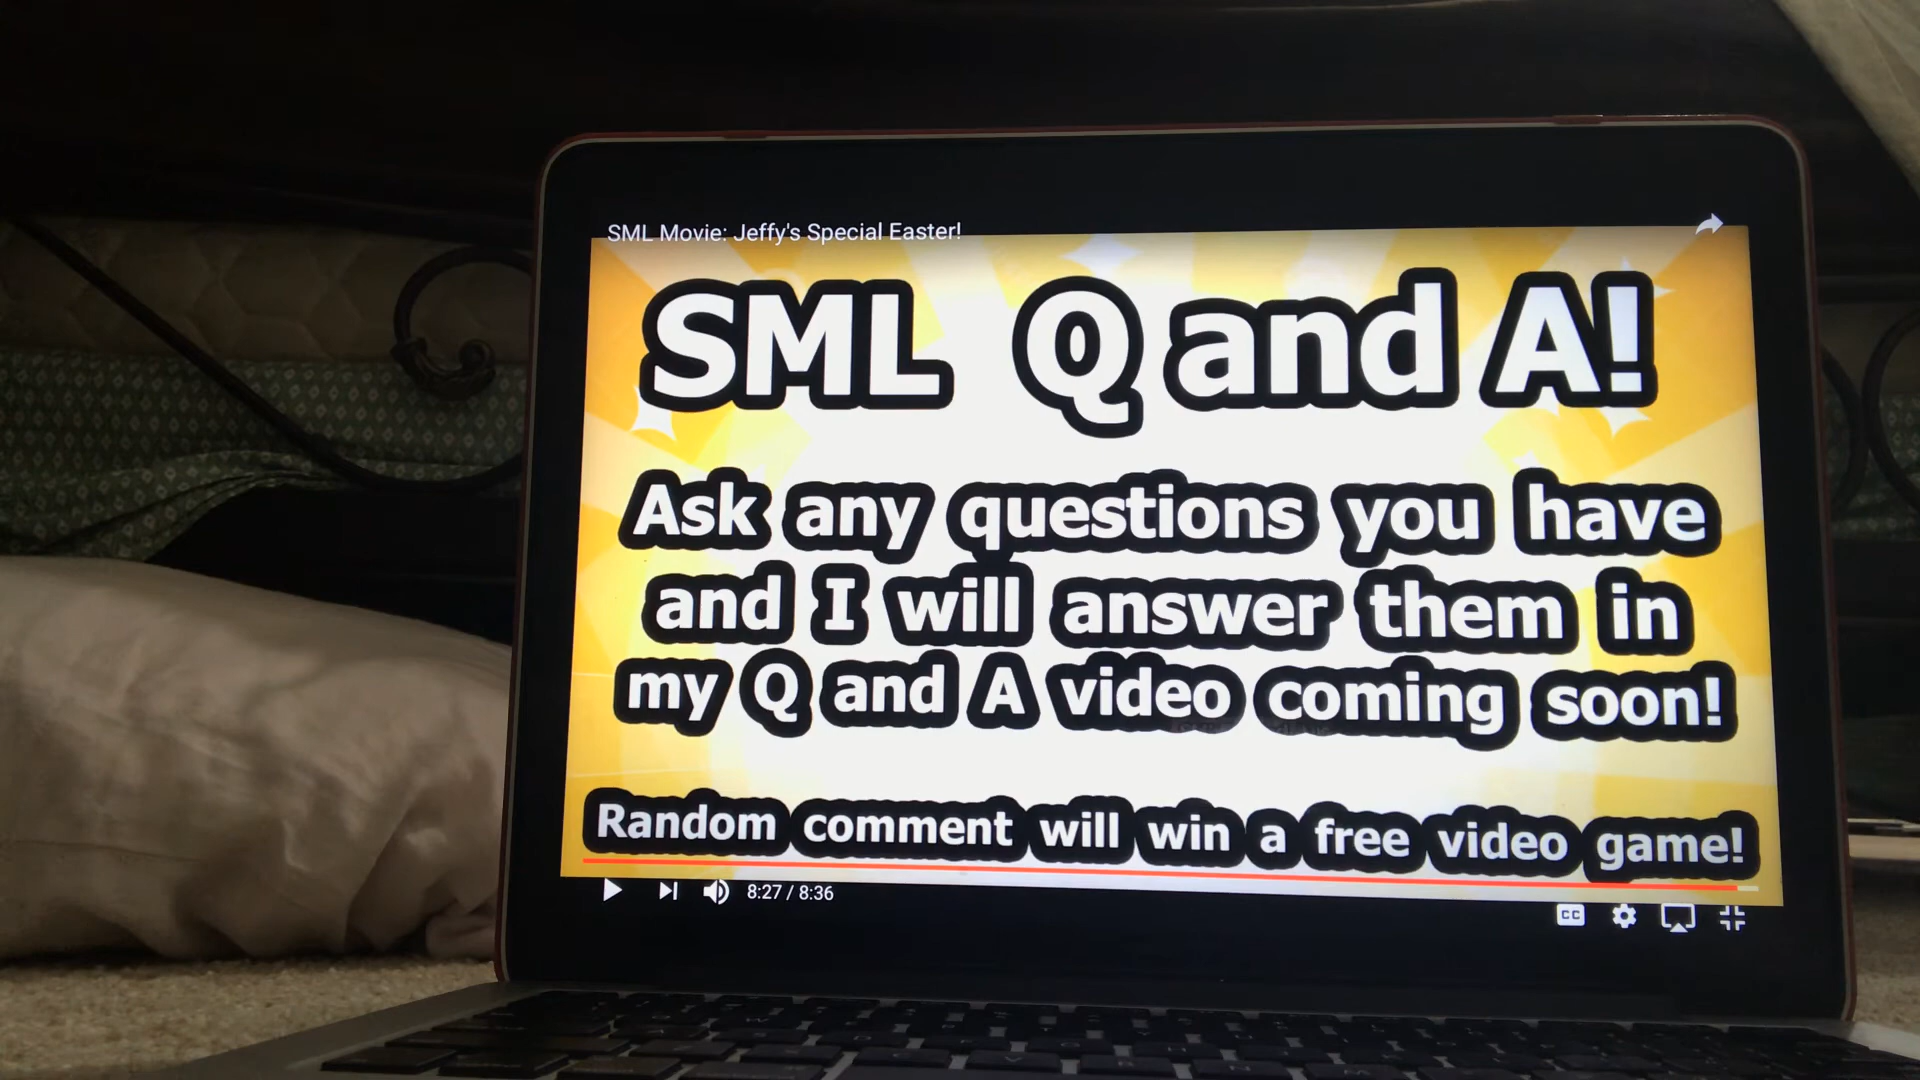 SML Movie: Jeffy's Special Easter!
SML Q and A!
Ask any questions you have
and I will answer them in
my Q and A video coming soon!
Random comment will win a free video game!
8:27 / 8:36
CC